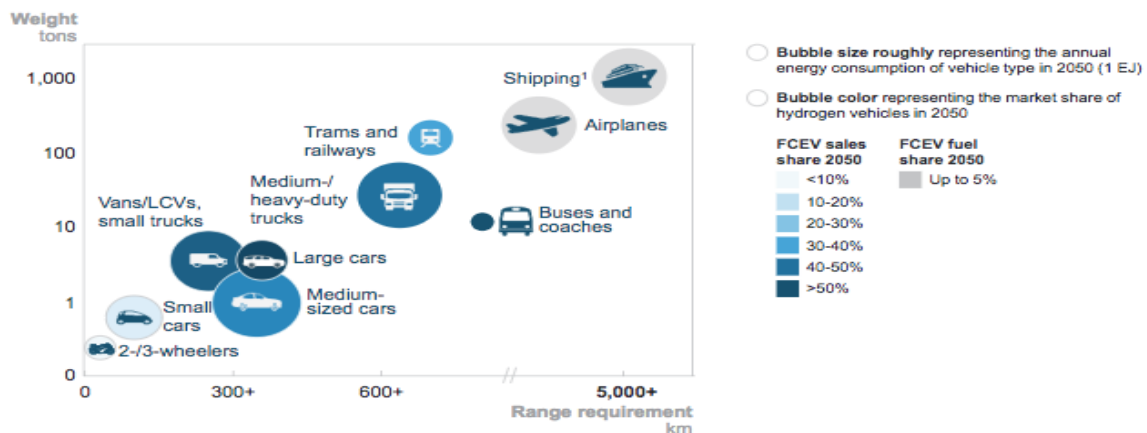 Weight
tons
1,000
100
10
1
0
Shipping¹
Airplanes
Trams and
railways
Medium-/
heavy-duty
trucks
Vans/LCVs,
small trucks
Buses and
coaches
Large cars
Medium-
sized cars
Small
cars
2-/3-wheelers
0
300+
600+
5,000+
Range requirement
km
Bubble size roughly representing the annual
energy consumption of vehicle type in 2050 (1 EJ)
Bubble color representing the market share of
hydrogen vehicles in 2050
FCEV sales
share 2050
<10%
10-20%
20-30%
30-40%
40-50%
>50%
FCEV fuel
share 2050
Up to 5%